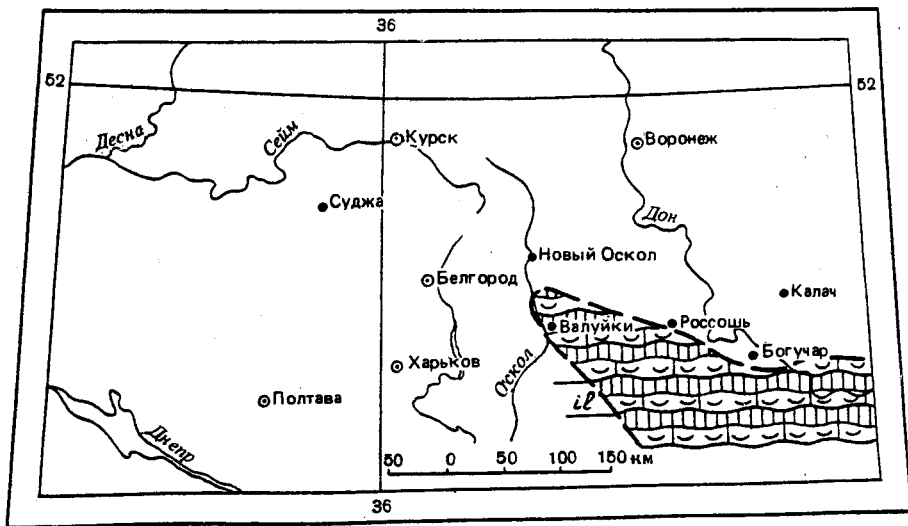 36
52
52
Десна
Сейм
Курск
Воронеж
Суджа
Дон
Новый Оскол
Белгород
Калач
Валуйки
Россошь
Богучар
Харьков
Оскол
il
Полтава
Днепр
50 0 50 100 150 км
36